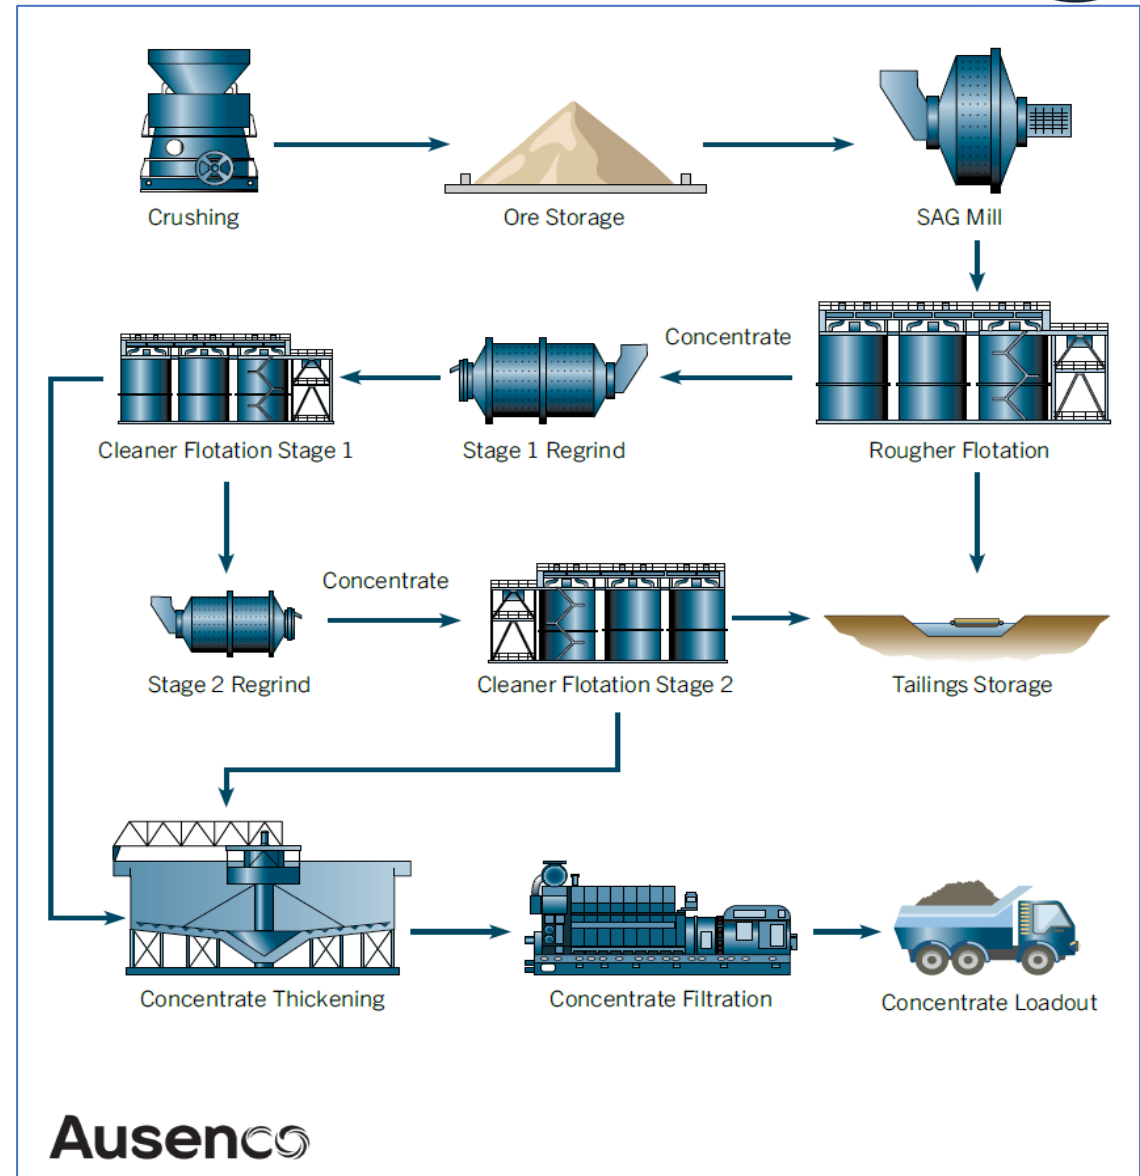 Crushing
Ore Storage
SAG Mill
Concentrate
Cleaner Flotation Stage 1
Stage 1 Regrind
Rougher Flotation
Concentrate
Stage 2 Regrind
Cleaner Flotation Stage 2
Tailings Storage
Concentrate Thickening
Concentrate Filtration
Concentrate Loadout
Ausenco